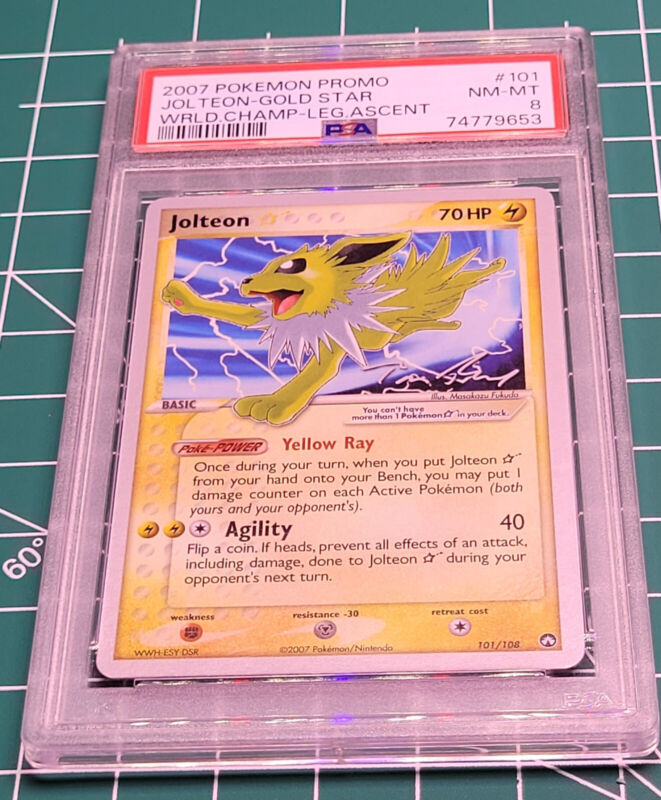 2007 POKEMON PROMO #101
JOLTEON-GOLD STAR NM-MT
WRLD.CHAMP-LEG.ASCENT 8
PSA 74779653
Jolteon ☆ 70 HP
Illus. Masakazu Fukuda
BASIC
You can't have
more than 1 Pokémon ☆ in your deck.
Poké-POWER Yellow Ray
Once during your turn, when you put Jolteon ☆
from your hand onto your Bench, you may put 1
damage counter on each Active Pokémon (both
yours and your opponent's).
Agility 40
Flip a coin. If heads, prevent all effects of an attack,
including damage, done to Jolteon ☆ during your
opponent's next turn.
weakness resistance -30 retreat cost
WWH-ESY-DSR ©2007 Pokémon/Nintendo 101/108
PSA
60°